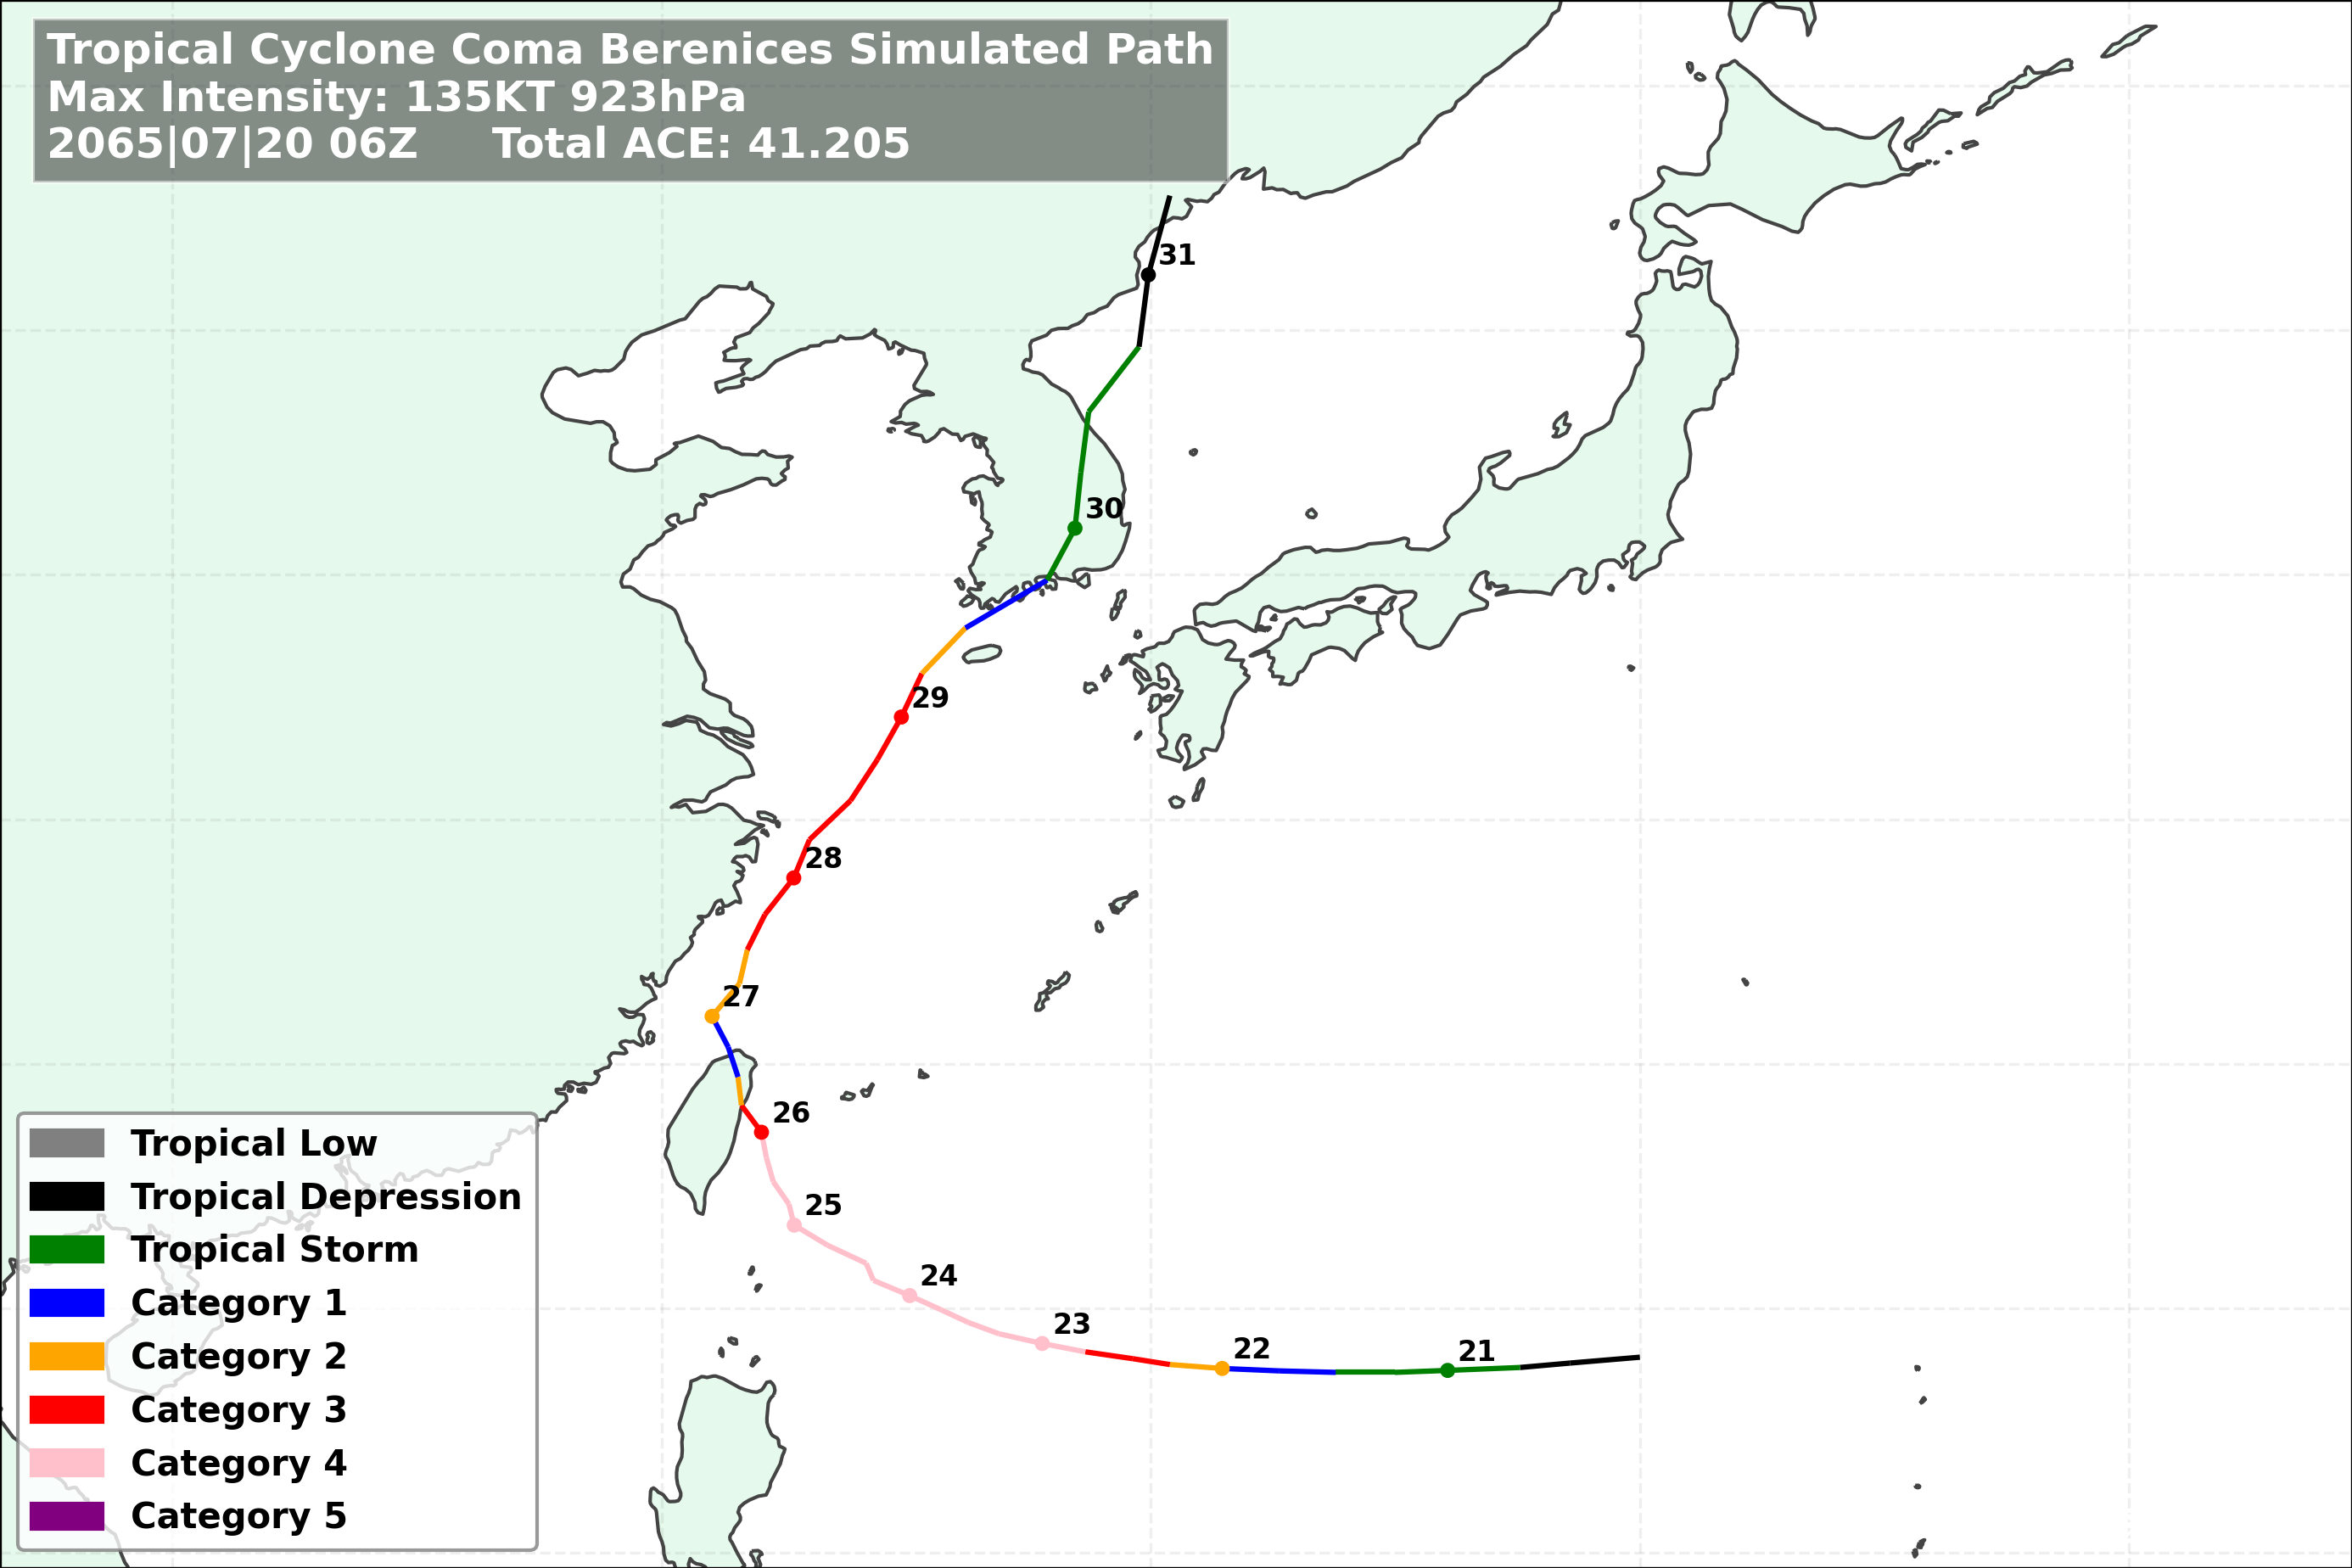 Tropical Cyclone Coma Berenices Simulated Path
Max Intensity: 135KT 923hPa
2065|07|20 06Z     Total ACE: 41.205
31
30
29
28
27
26
25
24
23
22
21
Tropical Low
Tropical Depression
Tropical Storm
Category 1
Category 2
Category 3
Category 4
Category 5